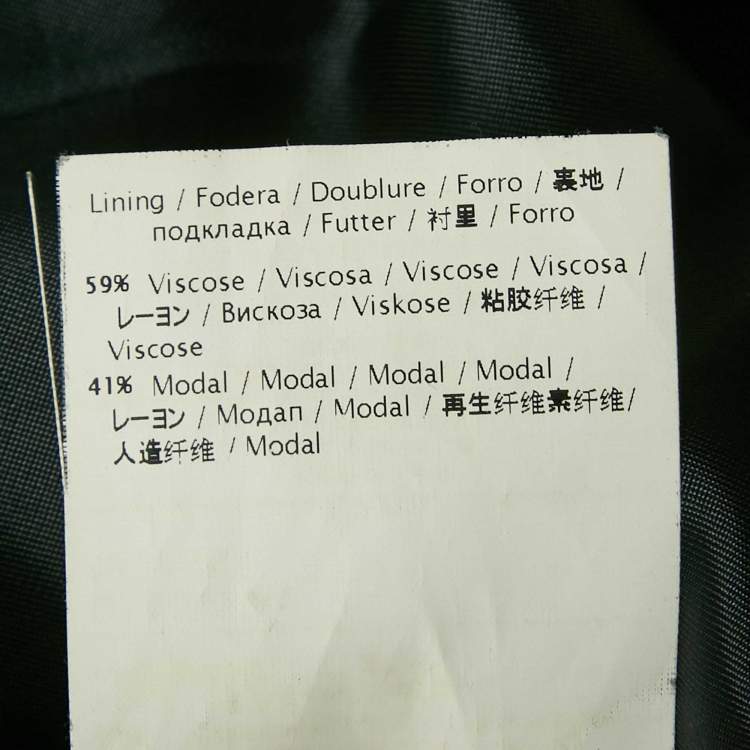 Lining / Fodera / Doublure / Forro / 裏地 /
подкладка / Futter / 衬里 / Forro
59% Viscose / Viscosa / Viscose / Viscosa /
レーヨン / Вискоза / Viskose / 粘胶纤维 /
Viscose
41% Modal / Modal / Modal / Modal /
レーヨン / Модап / Modal / 再生纤维素纤维/
人造纤维 / Modal